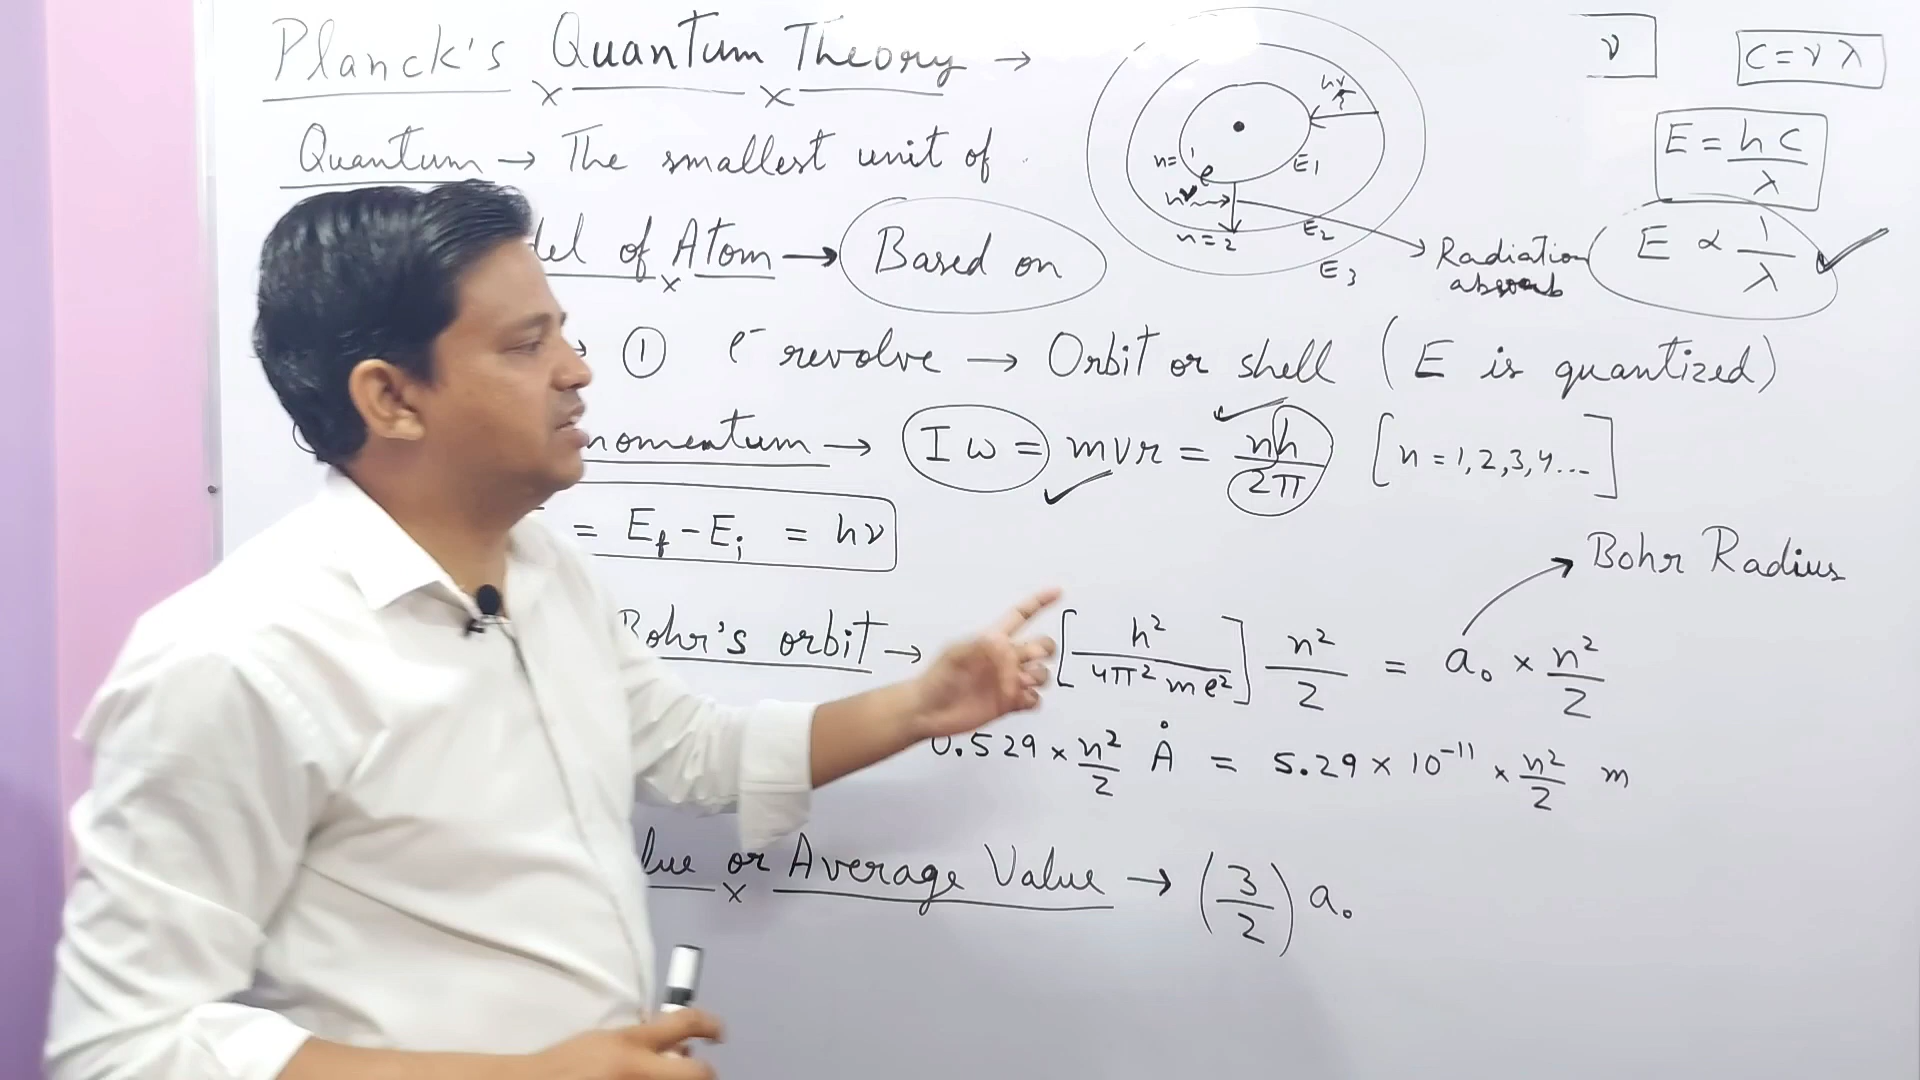 Planck's Quantum Theory →
Quantum → The smallest unit of
of Atom → Based on
① e⁻ revolve → Orbit or shell (E is quantized)
momentum → Iω = mvr = nh/2π [n = 1,2,3,4...]
= E_f - E_i = hν
Bohr's orbit → [h²/4π²me²] n²/Z = a₀ × n²/Z
Bohr Radius
0.529 × n²/Z Å = 5.29 × 10⁻¹¹ × n²/Z m
or Average Value → (3/2) a₀
hν
n=1
e
E₁
hν
n=2
E₂
E₃
Radiation
absorb
ν
C = νλ
E = hC/λ
E ∝ 1/λ